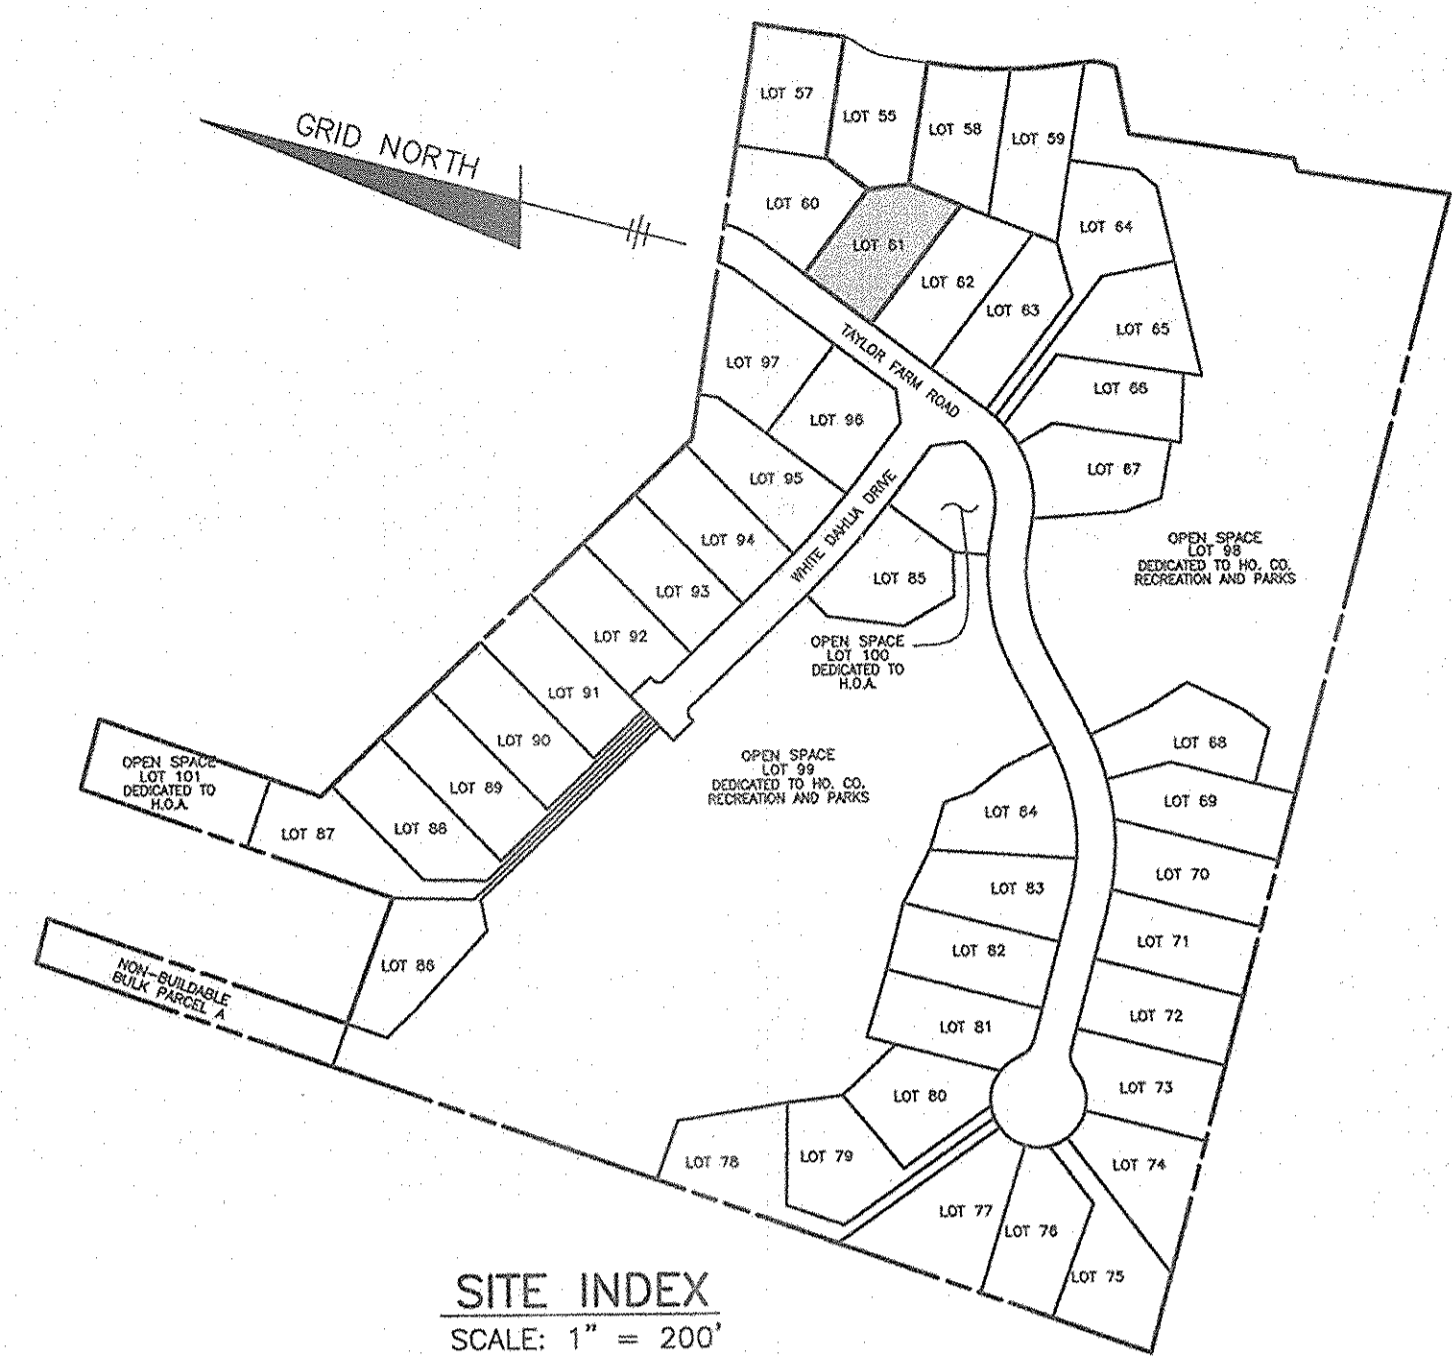 GRID NORTH
LOT 57
LOT 55
LOT 58
LOT 59
LOT 60
LOT 61
LOT 62
LOT 63
LOT 64
LOT 65
LOT 66
LOT 67
TAYLOR FARM ROAD
LOT 97
LOT 96
LOT 95
LOT 94
LOT 93
LOT 92
LOT 91
LOT 90
LOT 89
LOT 88
LOT 87
WHITE DAHLIA DRIVE
LOT 85
OPEN SPACE
LOT 98
DEDICATED TO HO. CO.
RECREATION AND PARKS
OPEN SPACE
LOT 100
DEDICATED TO
H.O.A.
OPEN SPACE
LOT 99
DEDICATED TO HO. CO.
RECREATION AND PARKS
OPEN SPACE
LOT 101
DEDICATED TO
H.O.A.
LOT 86
NON-BUILDABLE
BULK PARCEL A
LOT 68
LOT 69
LOT 70
LOT 71
LOT 72
LOT 73
LOT 74
LOT 75
LOT 76
LOT 77
LOT 78
LOT 79
LOT 80
LOT 81
LOT 82
LOT 83
LOT 84
SITE INDEX
SCALE: 1" = 200'